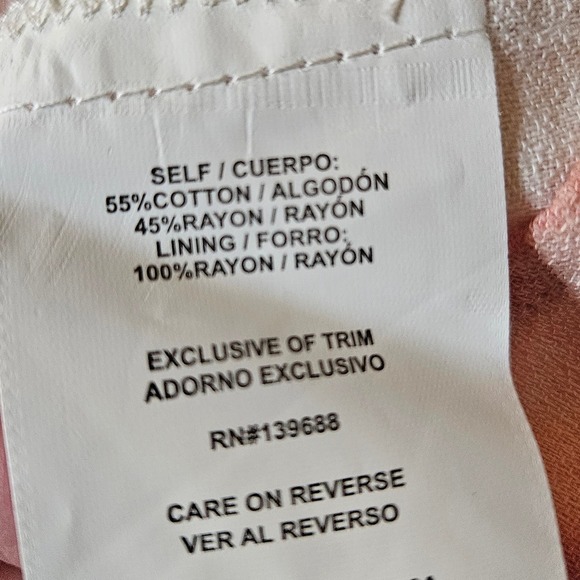 SELF / CUERPO:
55%COTTON / ALGODÓN
45%RAYON / RAYÓN
LINING / FORRO:
100%RAYON / RAYÓN
EXCLUSIVE OF TRIM
ADORNO EXCLUSIVO
RN#139688
CARE ON REVERSE
VER AL REVERSO